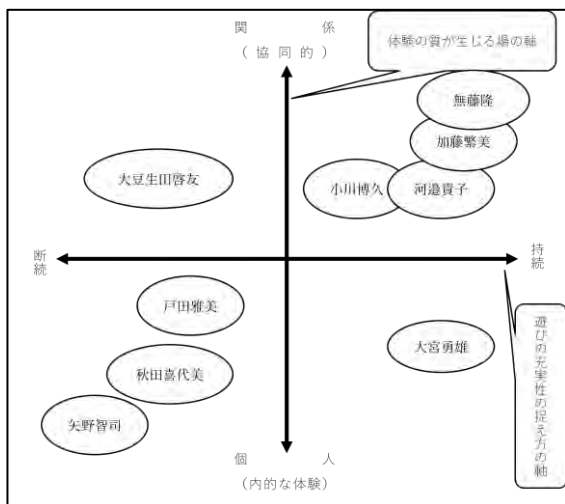 関　係
（協同的）
体験の質が生じる場の軸
無藤隆
加藤繁美
大豆生田啓友
小川博久
河邉貴子
断続
持続
戸田雅美
大宮勇雄
遊びの充実性の捉え方の軸
秋田喜代美
矢野智司
個　人
（内的な体験）